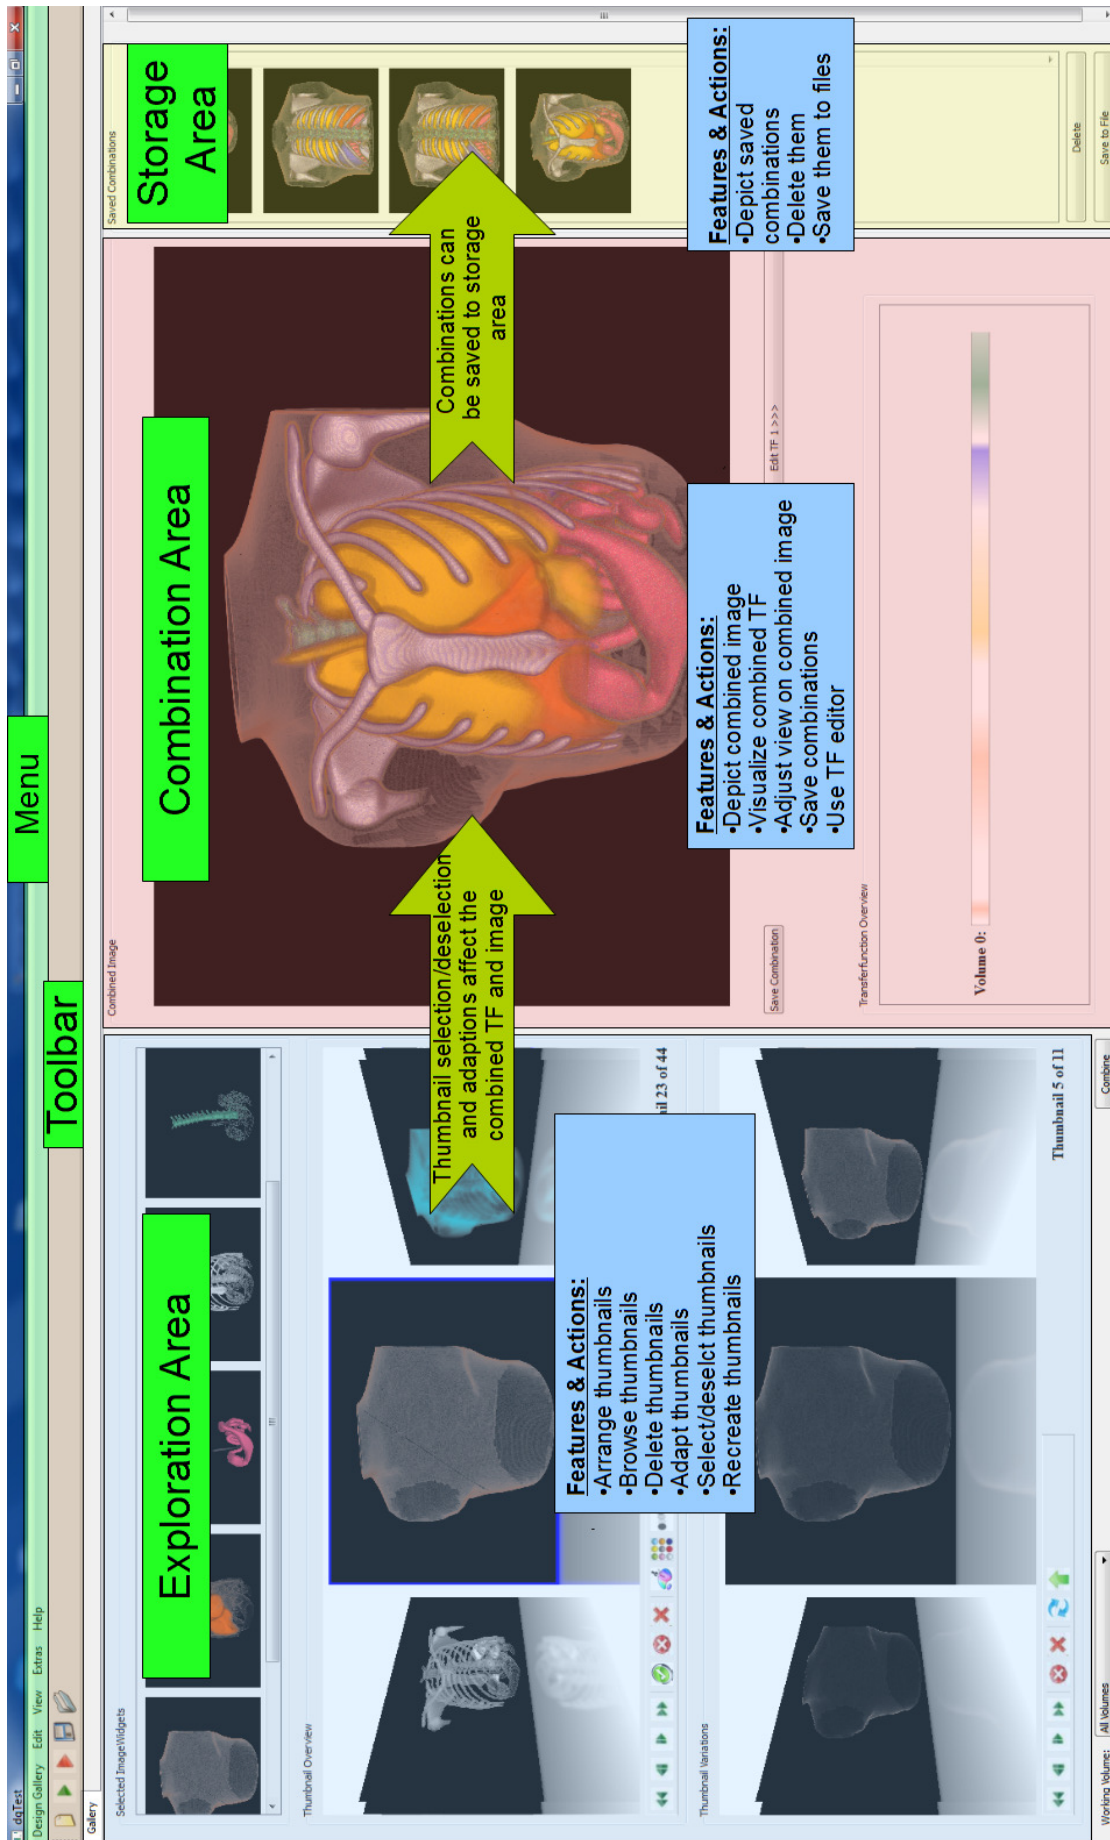 dqTest
Menu
Design Gallery Edit View Extras Help
Toolbar
Gallery
Exploration Area
Selected ImageWidgets
Thumbnail Overview
Thumbnail 23 of 44
Features & Actions:
•Arrange thumbnails
•Browse thumbnails
•Delete thumbnails
•Adapt thumbnails
•Select/deselct thumbnails
•Recreate thumbnails
Thumbnail Variations
Thumbnail 5 of 11
Working Volume: All Volumes
Combine
Thumbnail selection/deselection
and adaptions affect the
combined TF and image
Combination Area
Combined Image
Save Combination
Edit TF 1 >>>
Features & Actions:
•Depict combined image
•Visualize combined TF
•Adjust view on combined image
•Save combinations
•Use TF editor
Transferfunction Overview
Volume 0:
Combinations can
be saved to storage
area
Storage
Area
Saved Combinations
Features & Actions:
•Depict saved
combinations
•Delete them
•Save them to files
Delete
Save to File